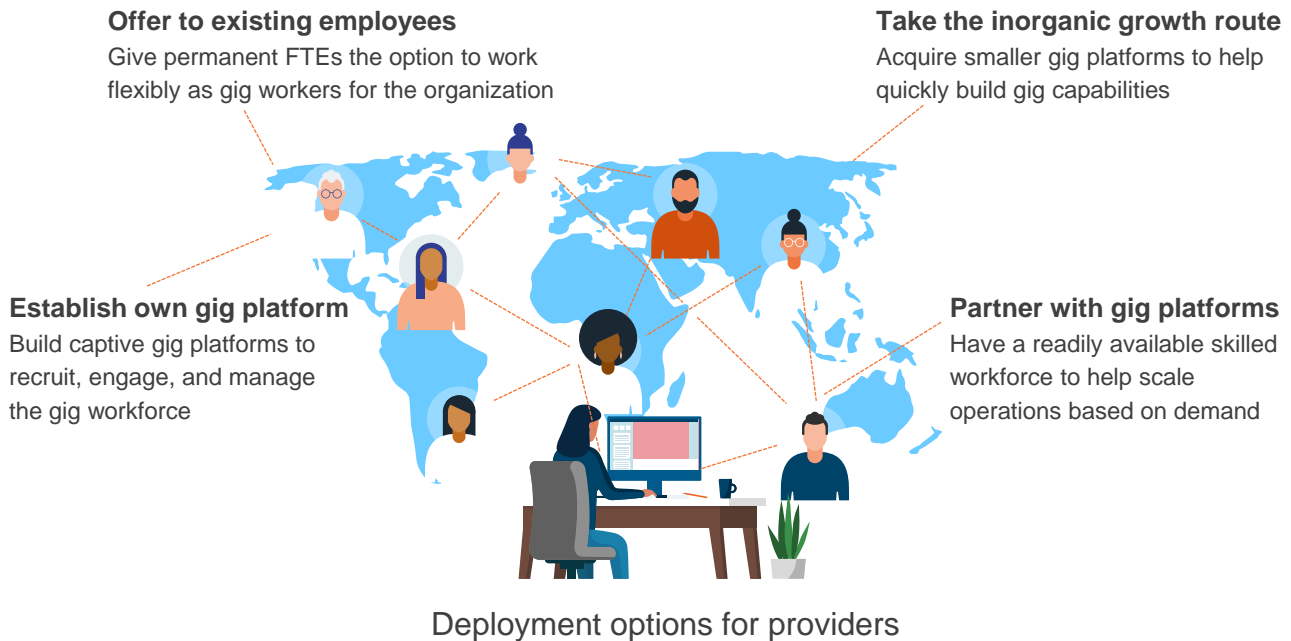 Offer to existing employees
Give permanent FTEs the option to work
flexibly as gig workers for the organization
Take the inorganic growth route
Acquire smaller gig platforms to help
quickly build gig capabilities
Establish own gig platform
Build captive gig platforms to
recruit, engage, and manage
the gig workforce
Partner with gig platforms
Have a readily available skilled
workforce to help scale
operations based on demand
Deployment options for providers